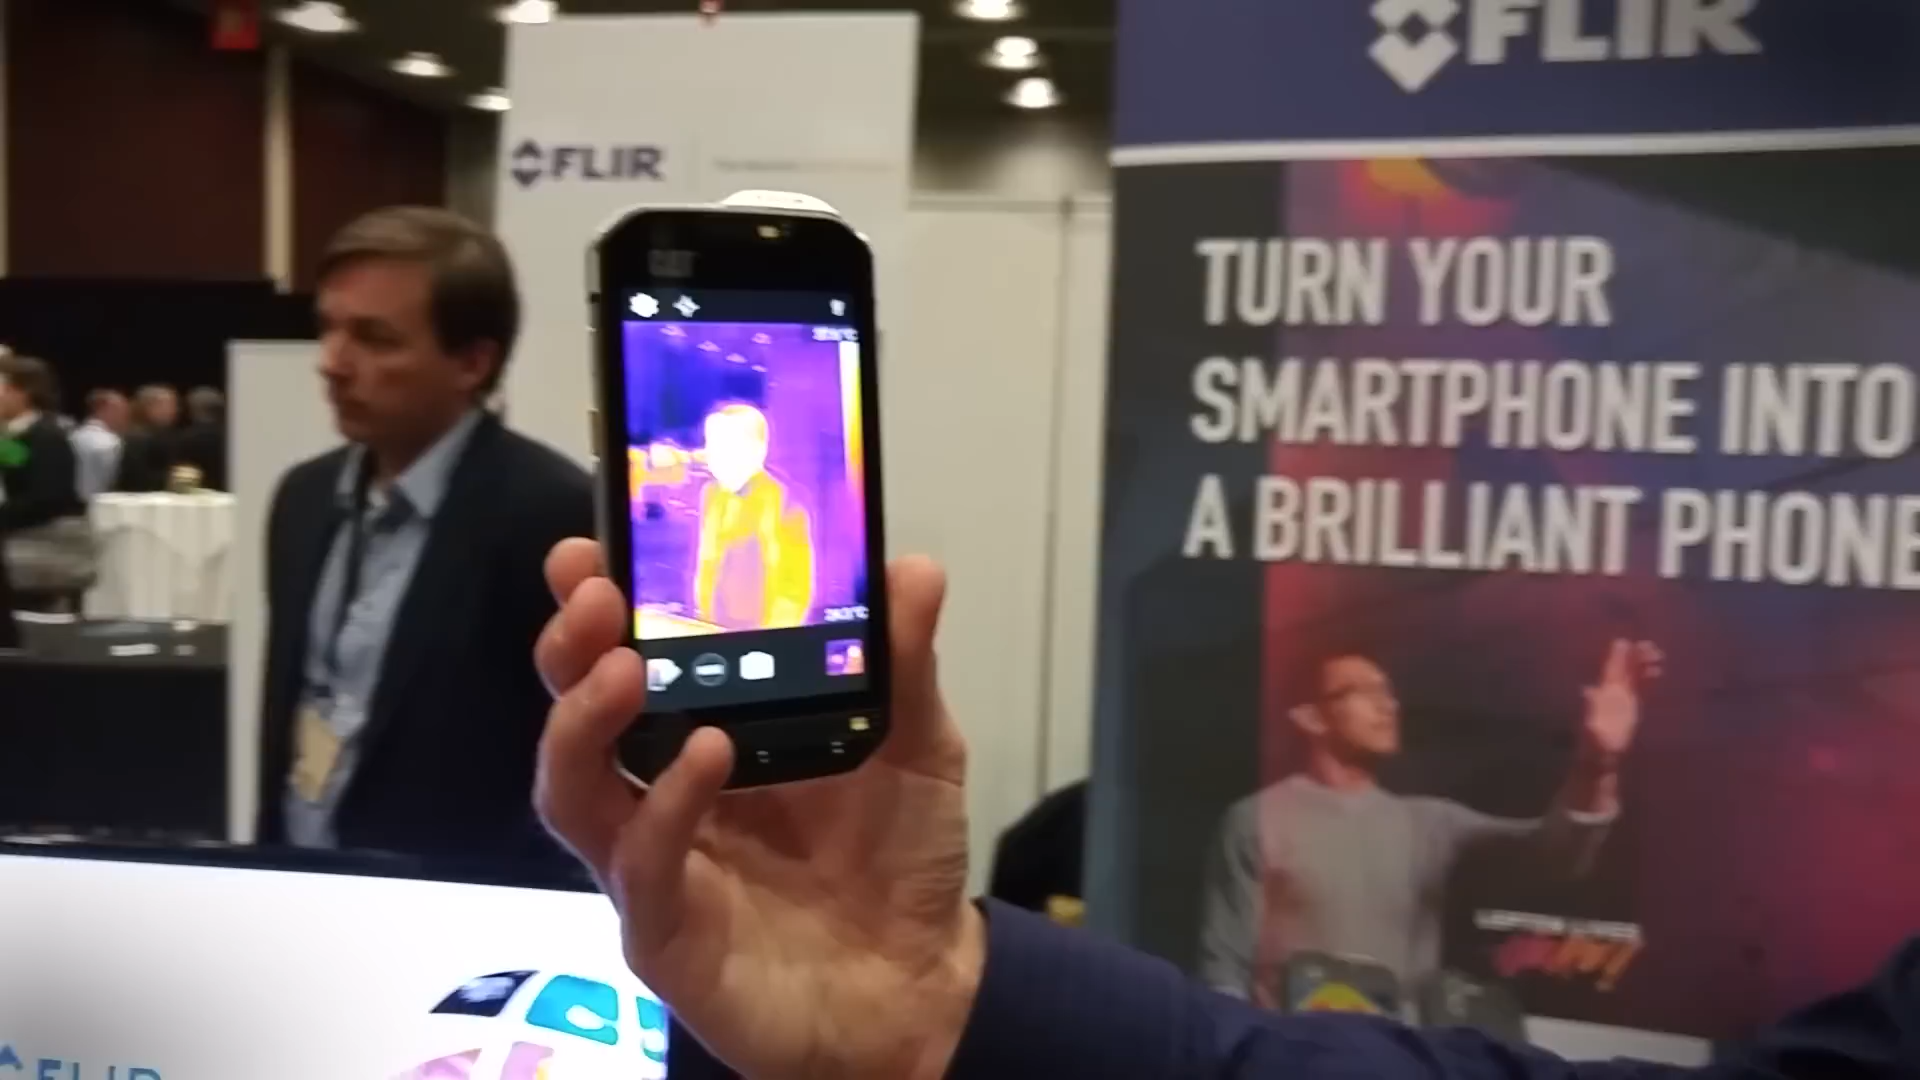 FLIR
FLIR
CAT
TURN YOUR
SMARTPHONE INTO
A BRILLIANT PHONE
FLIR